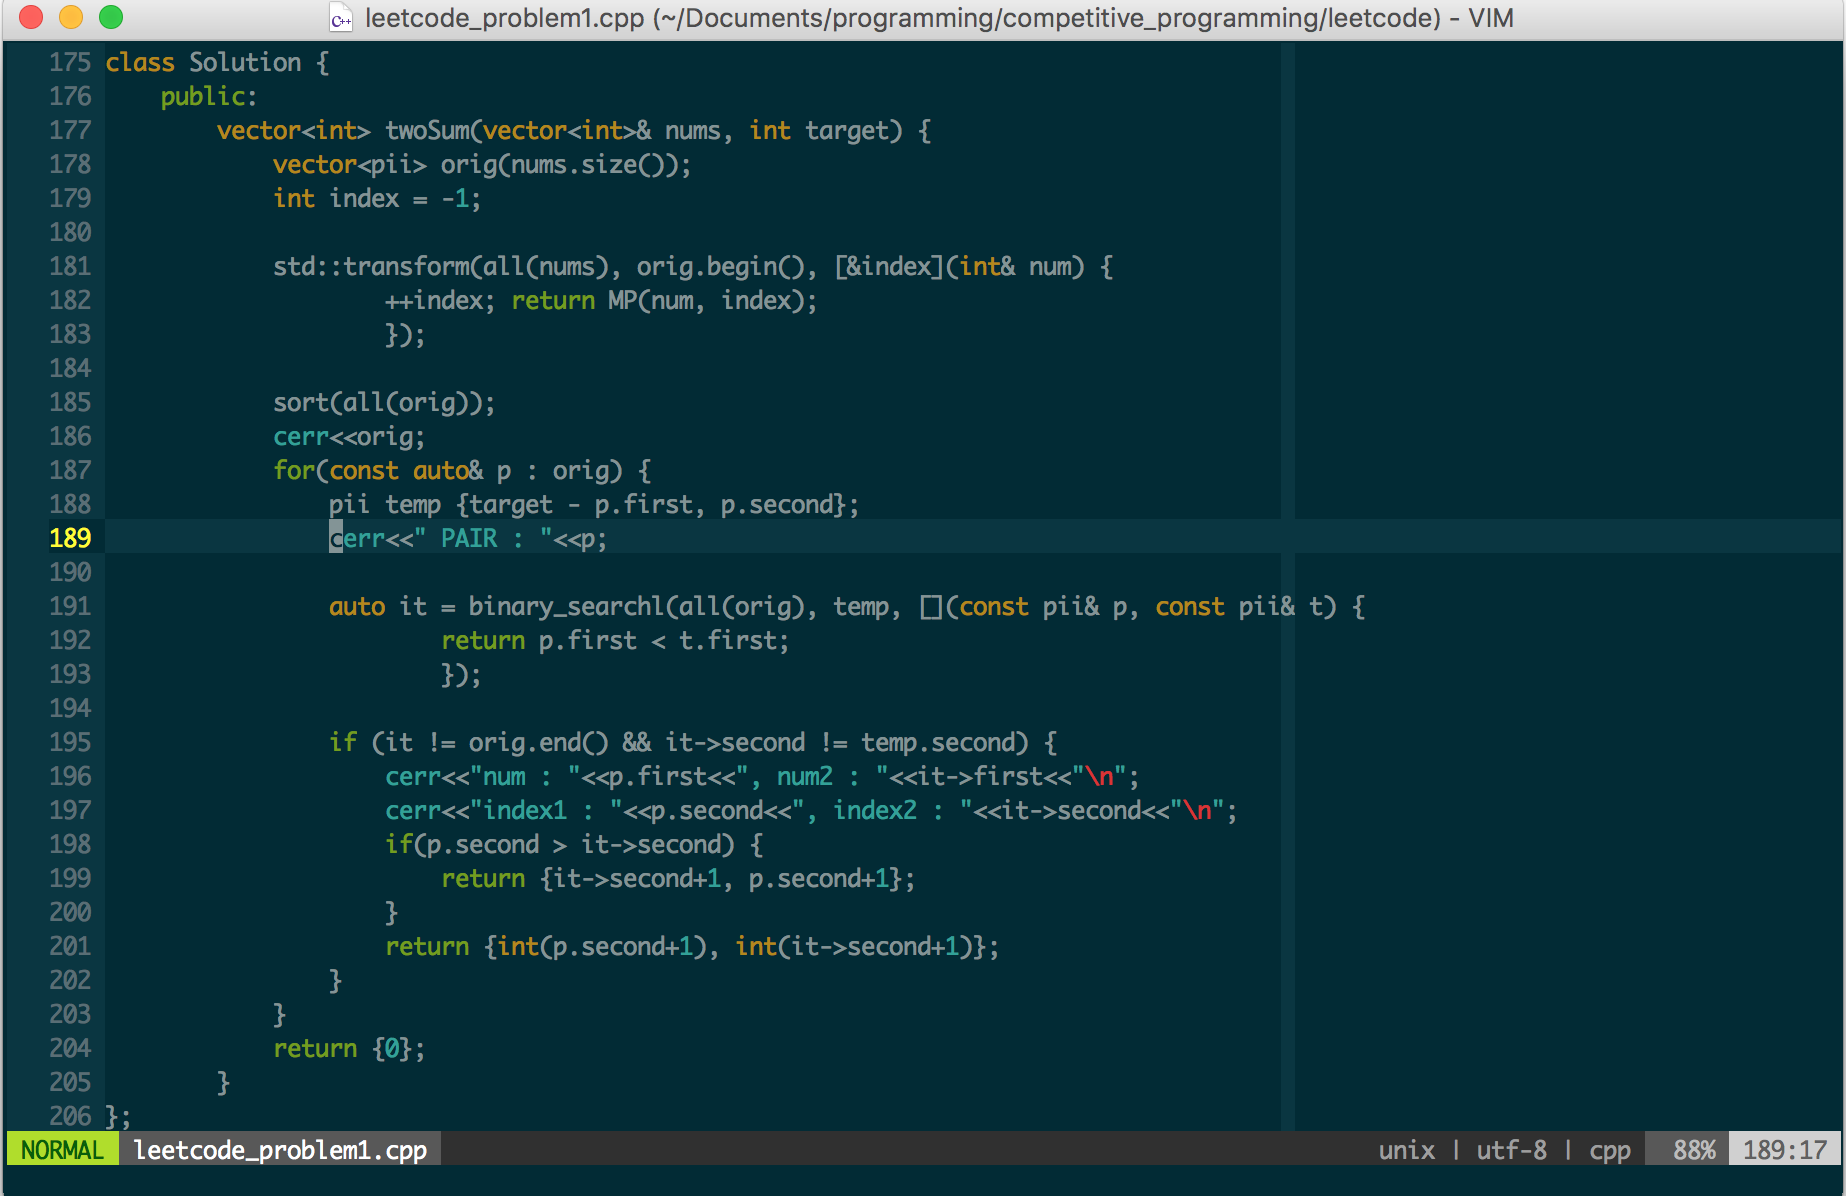 C++ leetcode_problem1.cpp (~/Documents/programming/competitive_programming/leetcode) - VIM
175 class Solution {
176     public:
177         vector<int> twoSum(vector<int>& nums, int target) {
178             vector<pii> orig(nums.size());
179             int index = -1;
180
181             std::transform(all(nums), orig.begin(), [&index](int& num) {
182                     ++index; return MP(num, index);
183                     });
184
185             sort(all(orig));
186             cerr<<orig;
187             for(const auto& p : orig) {
188                 pii temp {target - p.first, p.second};
189                 cerr<<" PAIR : "<<p;
190
191                 auto it = binary_searchl(all(orig), temp, [](const pii& p, const pii& t) {
192                         return p.first < t.first;
193                         });
194
195                 if (it != orig.end() && it->second != temp.second) {
196                     cerr<<"num : "<<p.first<<", num2 : "<<it->first<<"\n";
197                     cerr<<"index1 : "<<p.second<<", index2 : "<<it->second<<"\n";
198                     if(p.second > it->second) {
199                         return {it->second+1, p.second+1};
200                     }
201                     return {int(p.second+1), int(it->second+1)};
202                 }
203             }
204             return {0};
205         }
206 };
NORMAL leetcode_problem1.cpp unix | utf-8 | cpp 88% 189:17